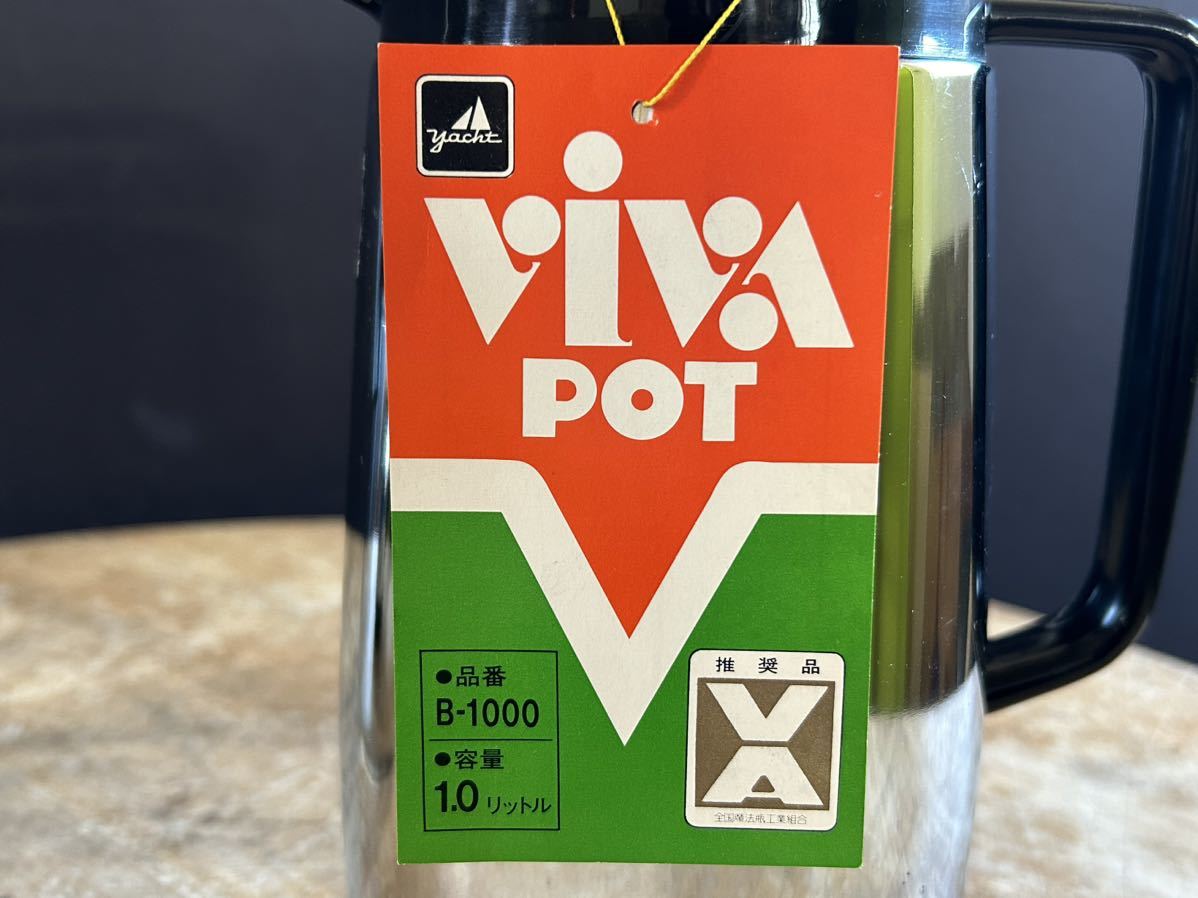 yacht
VIVA
POT
●品番
B-1000
●容量
1.0 リットル
推奨品
VA
全国魔法瓶工業組合